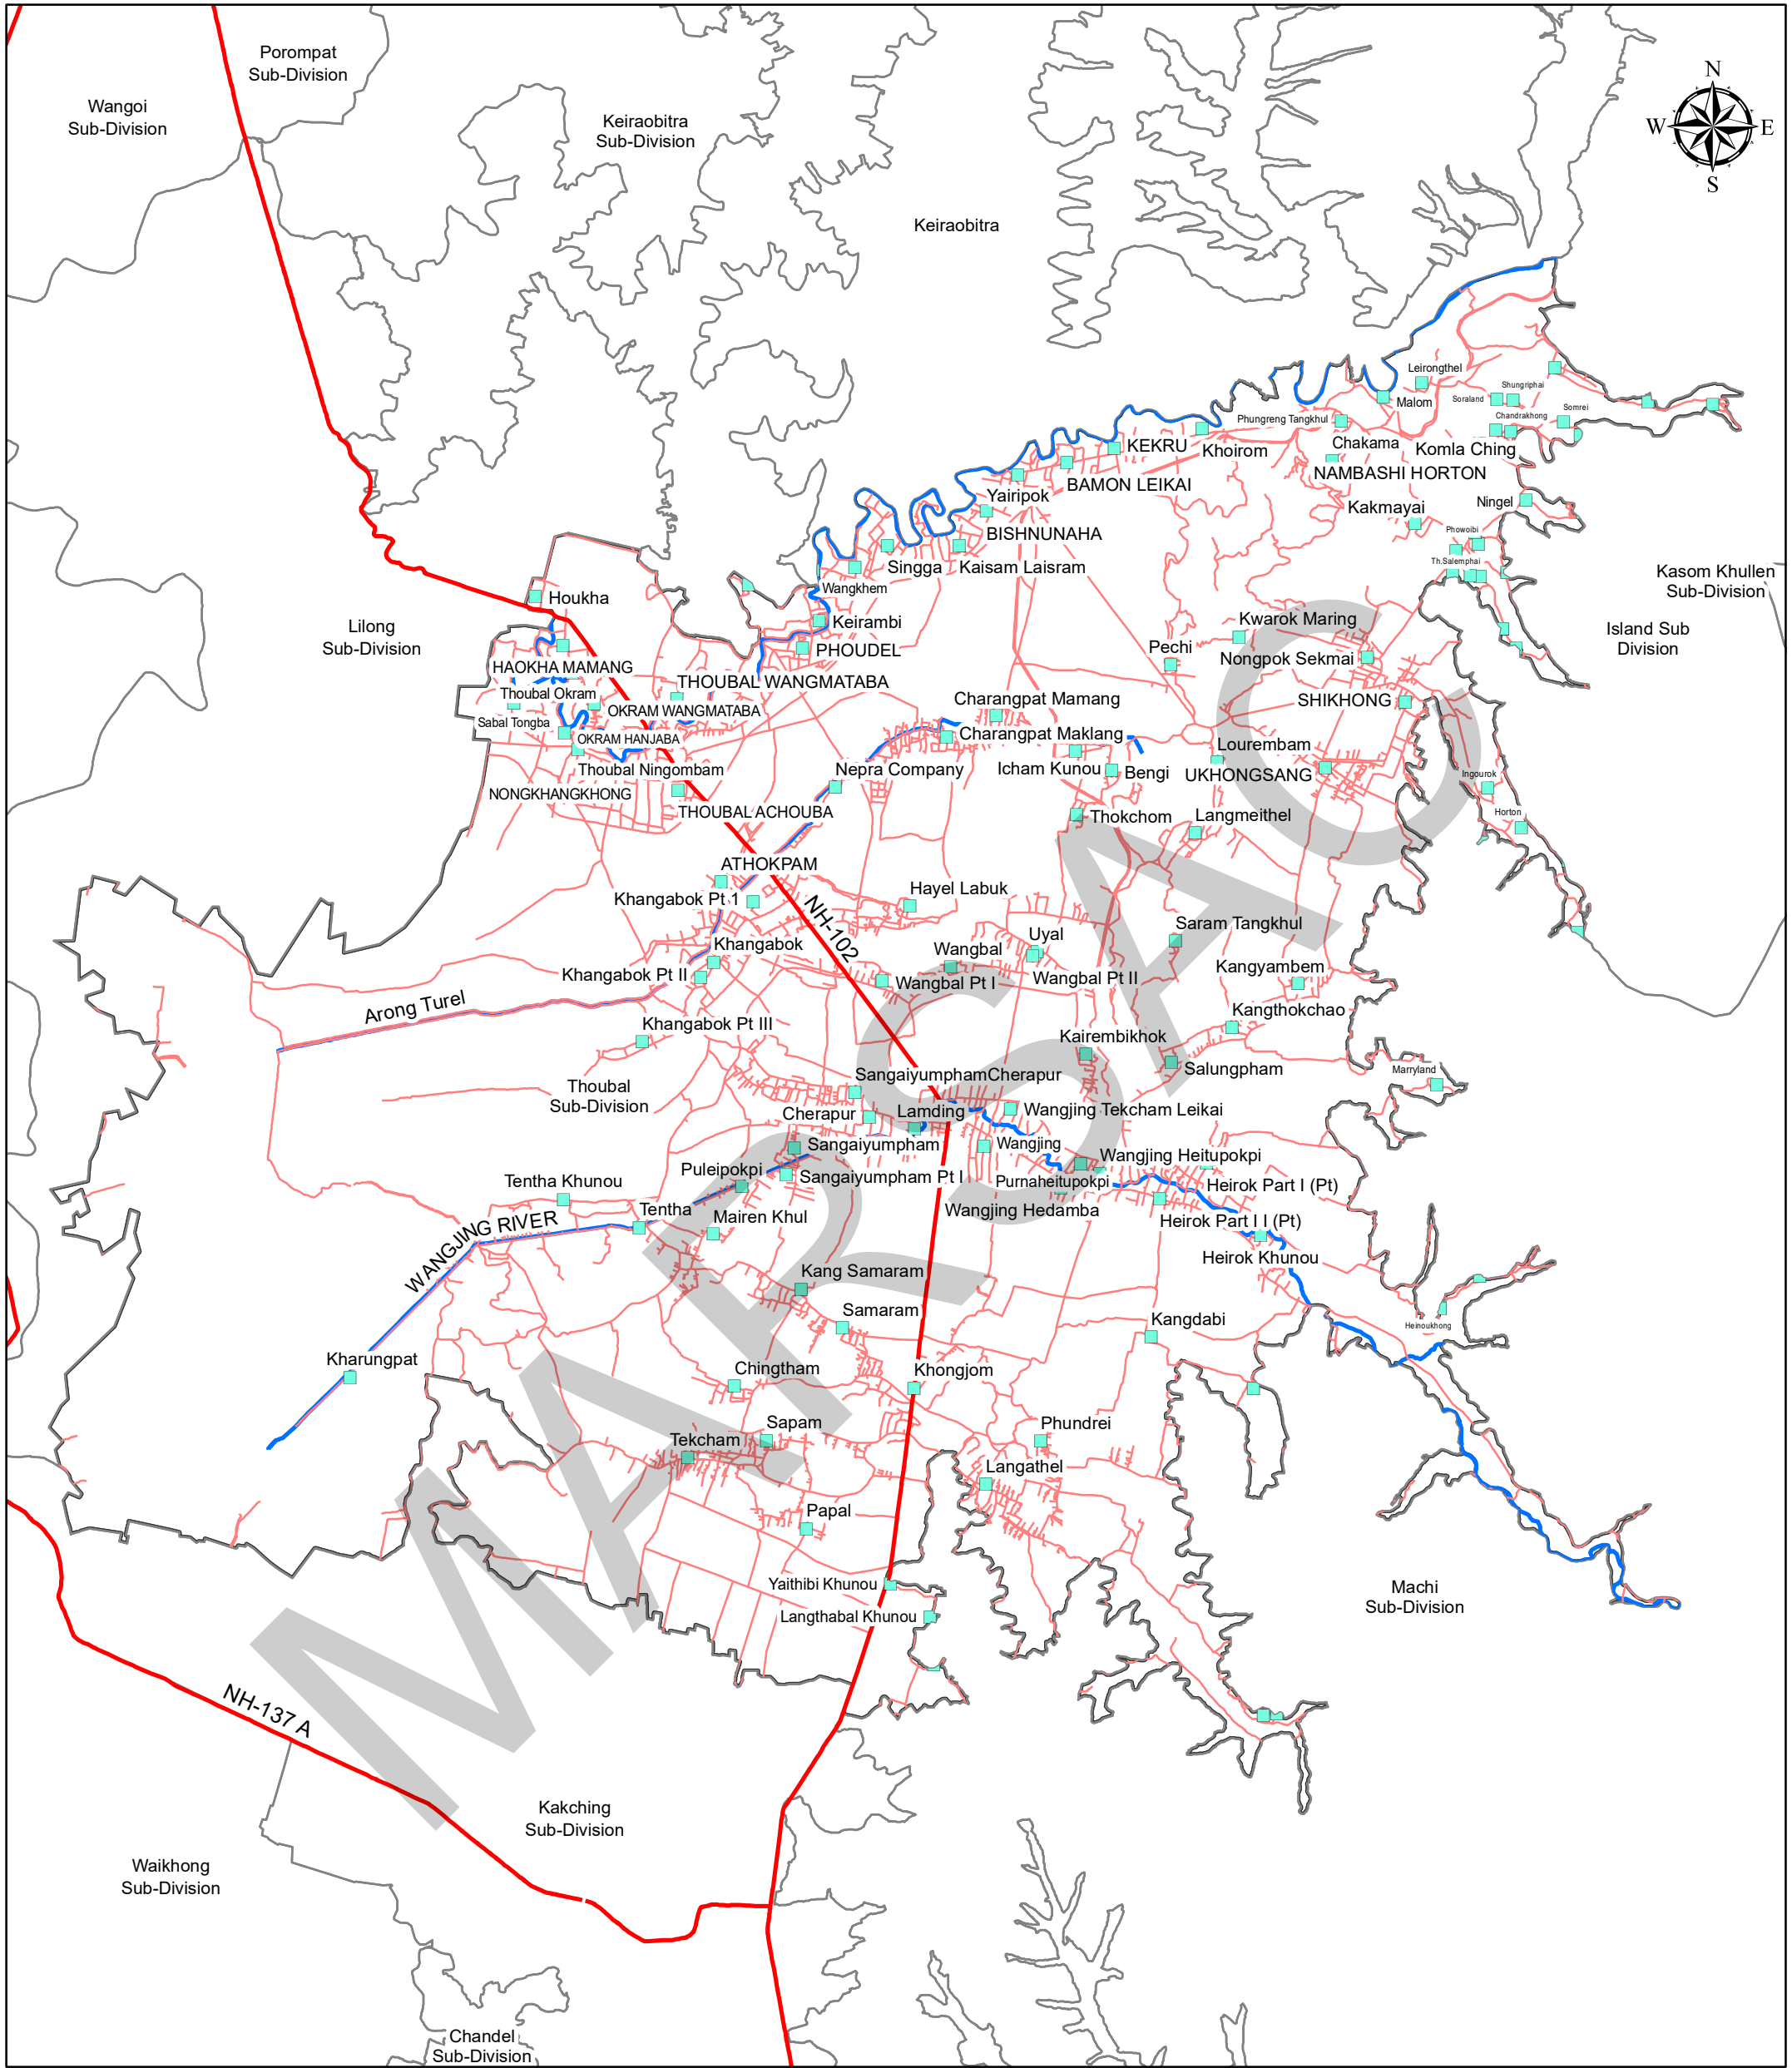 Porompat
Sub-Division
Wangoi
Sub-Division
Keiraobitra
Sub-Division
N
W
E
S
Keiraobitra
Leirongthel
Shungriphai
Soraland
Malom
Somrei
Phungreng Tangkhul
Chandrakhong
KEKRU
Khoirom
Chakama
Komla Ching
NAMBASHI HORTON
BAMON LEIKAI
Yairipok
Kakmayai
Ningel
BISHNUNAHA
Phowoibi
Singga
Kaisam Laisram
Th.Salemphai
Kasom Khullen
Sub-Division
Wangkhem
Houkha
Keirambi
Kwarok Maring
Lilong
Sub-Division
Island Sub
Division
PHOUDEL
Pechi
Nongpok Sekmai
HAOKHA MAMANG
THOUBAL WANGMATABA
Thoubal Okram
Charangpat Mamang
SHIKHONG
OKRAM WANGMATABA
Sabal Tongba
OKRAM HANJABA
Charangpat Maklang
Lourembam
Thoubal Ningombam
Nepra Company
Icham Kunou
Bengi
UKHONGSANG
Ingourok
NONGKHANGKHONG
THOUBAL ACHOUBA
Thokchom
Langmeithel
Horton
ATHOKPAM
Khangabok Pt 1
Hayel Labuk
NH-102
Saram Tangkhul
Khangabok
Wangbal
Uyal
Khangabok Pt II
Wangbal Pt I
Wangbal Pt II
Kangyambem
Arong Turel
Kangthokchao
Khangabok Pt III
Kairembikhok
Salungpham
Marryland
SangaiyumphamCherapur
Thoubal
Sub-Division
Cherapur
Lamding
Wangjing Tekcham Leikai
Sangaiyumpham
Wangjing
Wangjing Heitupokpi
Puleipokpi
Sangaiyumpham Pt I
Purnaheitupokpi
Heirok Part I (Pt)
Tentha Khunou
Tentha
Mairen Khul
Wangjing Hedamba
Heirok Part I I (Pt)
WANGJING RIVER
Heirok Khunou
Kang Samaram
Samaram
Kangdabi
Heinoukhong
Kharungpat
Chingtham
Khongjom
Sapam
Phundrei
Tekcham
Langathel
Papal
Yaithibi Khunou
Langthabal Khunou
Machi
Sub-Division
NH-137 A
Kakching
Sub-Division
Waikhong
Sub-Division
Chandel
Sub-Division
MARSAC